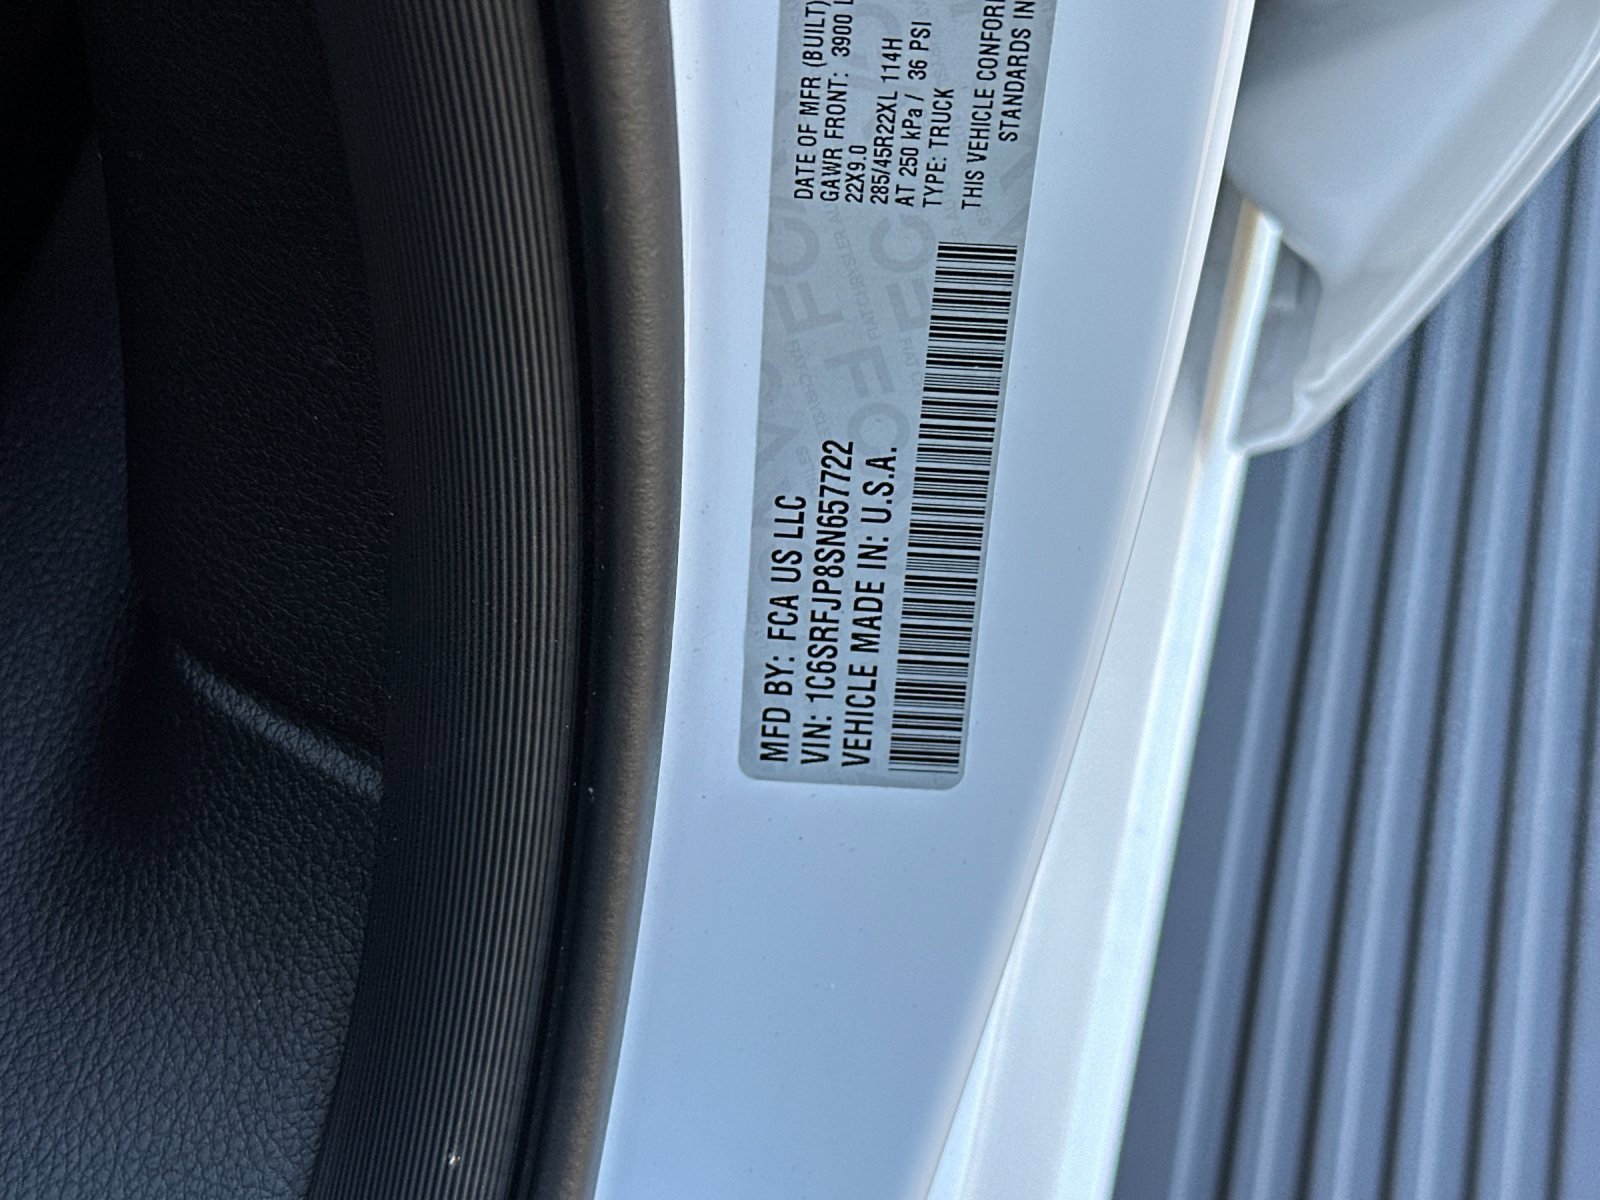 MFD BY: FCA US LLC
VIN: 1C6SRFJP8SN657722
VEHICLE MADE IN: U.S.A.
DATE OF MFR (BUILT)
GAWR FRONT: 3900 L
22X9.0
285/45R22XL 114H
AT 250 kPa / 36 PSI
TYPE: TRUCK
THIS VEHICLE CONFOR
STANDARDS IN